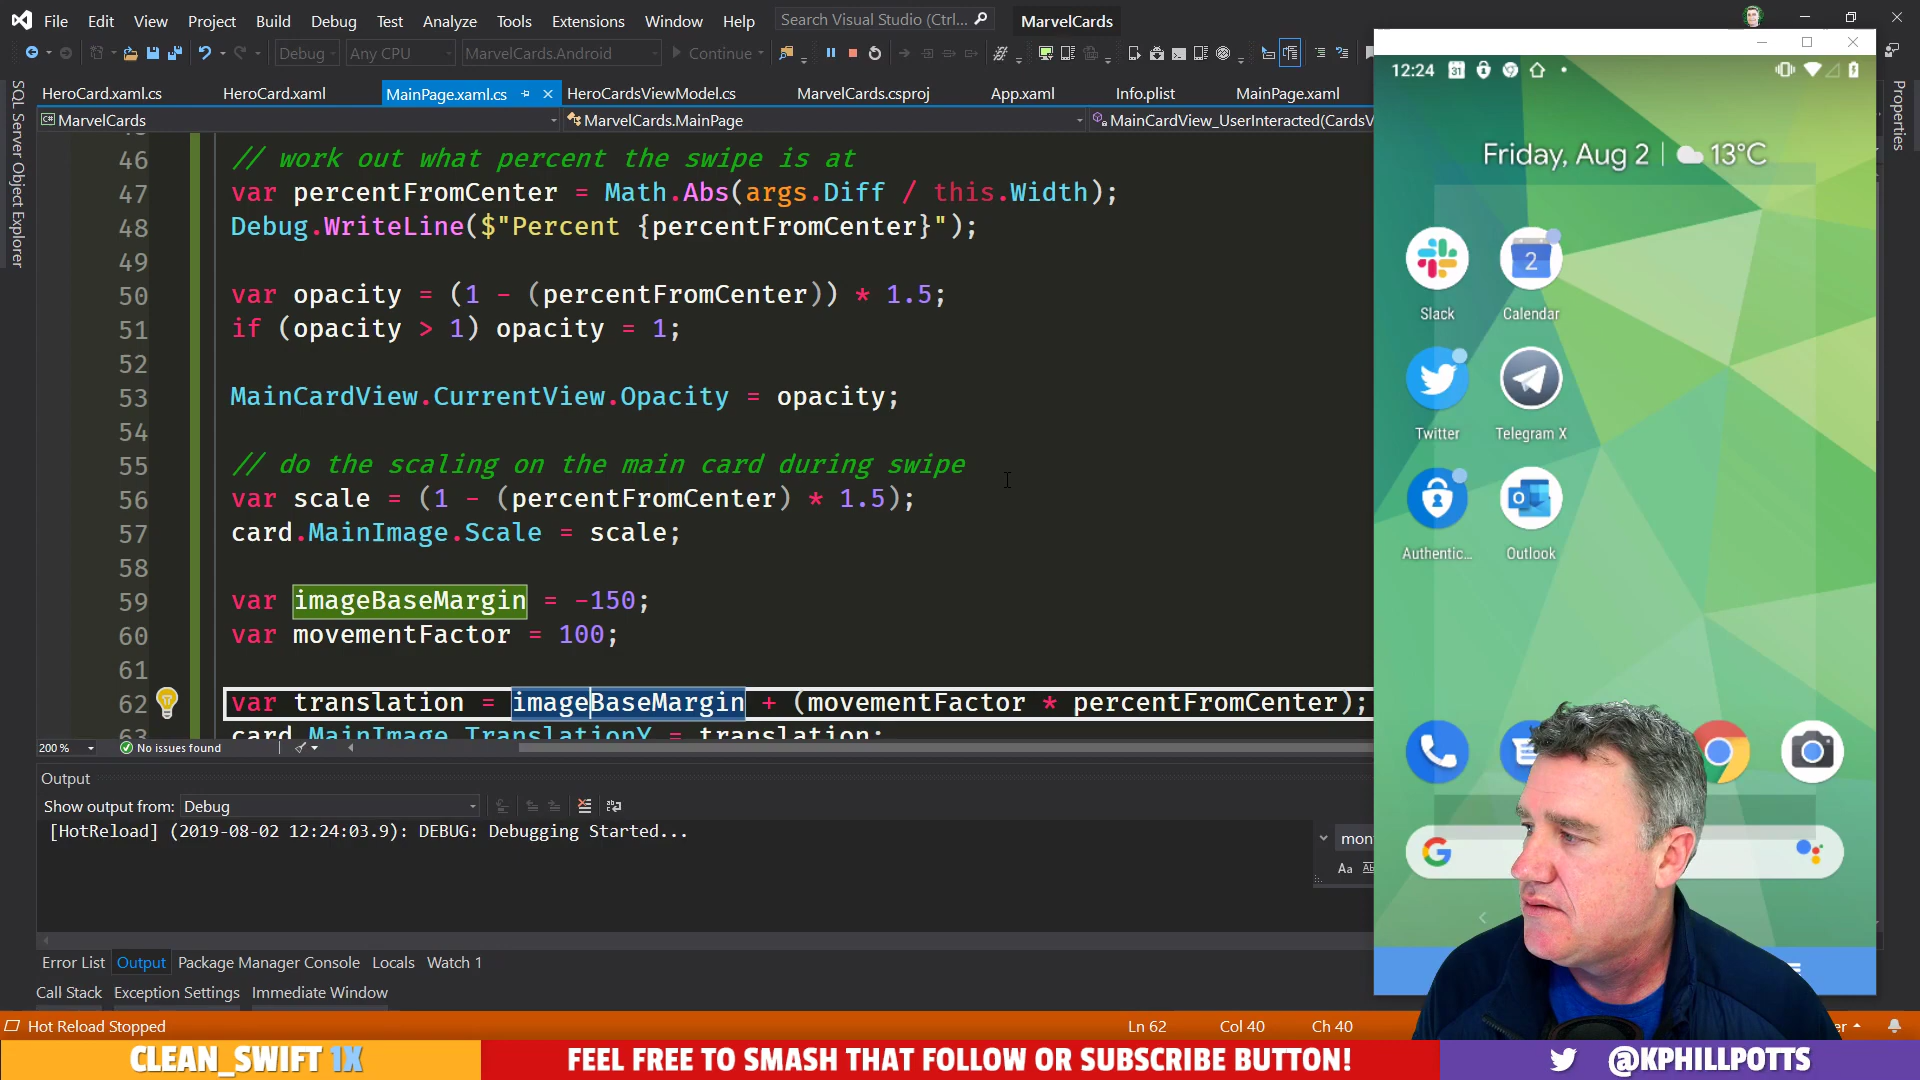 File Edit View Project Build Debug Test Analyze Tools Extensions Window Help Search Visual Studio (Ctrl... MarvelCards
Debug Any CPU MarvelCards.Android Continue
HeroCard.xaml.cs HeroCard.xaml MainPage.xaml.cs HeroCardsViewModel.cs MarvelCards.csproj App.xaml Info.plist MainPage.xaml
MarvelCards MarvelCards.MainPage MainCardView_UserInteracted(CardsV
SQL Server Object Explorer
Properties
46 // work out what percent the swipe is at
47 var percentFromCenter = Math.Abs(args.Diff / this.Width);
48 Debug.WriteLine($"Percent {percentFromCenter}");
49
50 var opacity = (1 - (percentFromCenter)) * 1.5;
51 if (opacity > 1) opacity = 1;
52
53 MainCardView.CurrentView.Opacity = opacity;
54
55 // do the scaling on the main card during swipe
56 var scale = (1 - (percentFromCenter) * 1.5);
57 card.MainImage.Scale = scale;
58
59 var imageBaseMargin = -150;
60 var movementFactor = 100;
61
62 var translation = imageBaseMargin + (movementFactor * percentFromCenter);
63 card.MainImage.TranslationY = translation;
200 % No issues found
Output
Show output from: Debug
[HotReload] (2019-08-02 12:24:03.9): DEBUG: Debugging Started...
Aa
Error List Output Package Manager Console Locals Watch 1
Call Stack Exception Settings Immediate Window
Hot Reload Stopped Ln 62 Col 40 Ch 40
12:24 31
Friday, Aug 2 | 13°C
2
Slack Calendar
Twitter Telegram X
Authentic... Outlook
CLEAN_SWIFT 1X FEEL FREE TO SMASH THAT FOLLOW OR SUBSCRIBE BUTTON! @KPHILLPOTTS